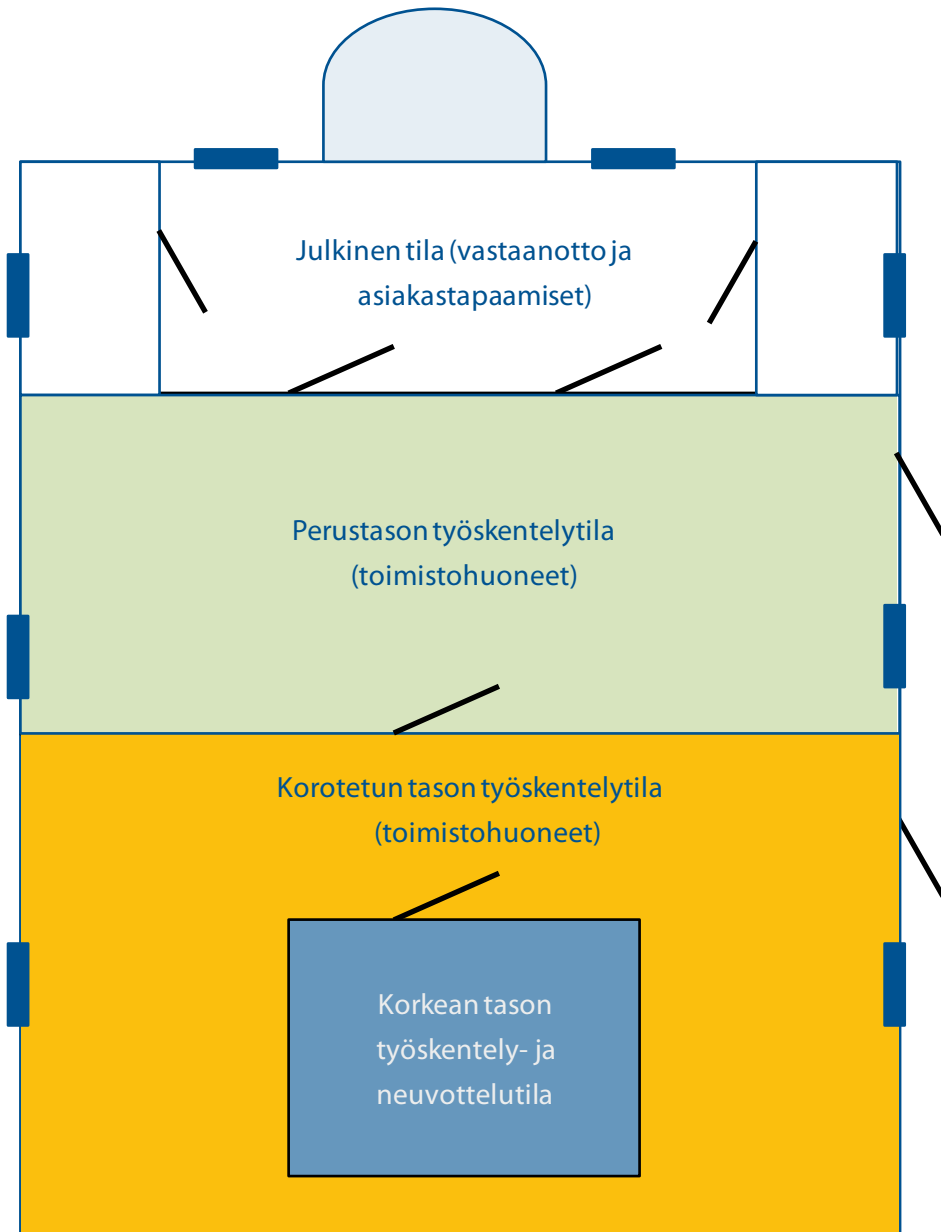 Julkinen tila (vastaanotto ja
asiakastapaamiset)
Perustason työskentelytila
(toimistohuoneet)
Korotetun tason työskentelytila
(toimistohuoneet)
Korkean tason
työskentely- ja
neuvottelutila